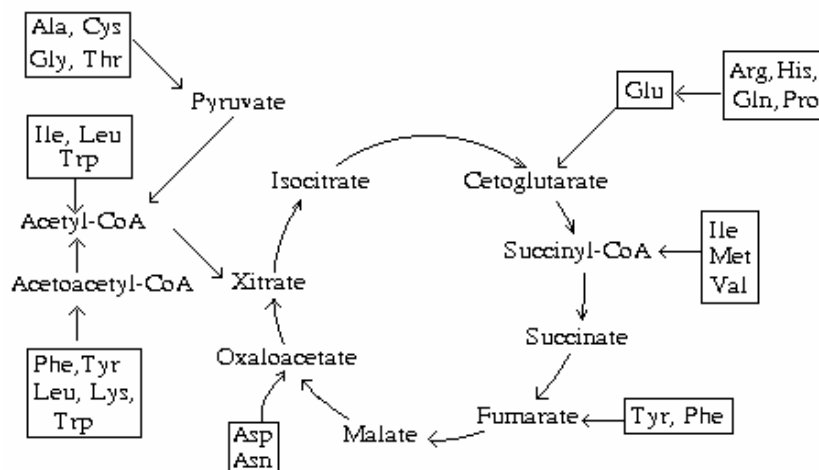 Ala, Cys
Gly, Thr
Pyruvate
Glu
Arg, His,
Gln, Pro
Ile, Leu
Trp
Isocitrate
Cetoglutarate
Acetyl-CoA
Succinyl-CoA
Ile
Met
Val
Acetoacetyl-CoA
Xitrate
Succinate
Oxaloacetate
Phe, Tyr
Leu, Lys,
Trp
Fumarate
Tyr, Phe
Malate
Asp
Asn